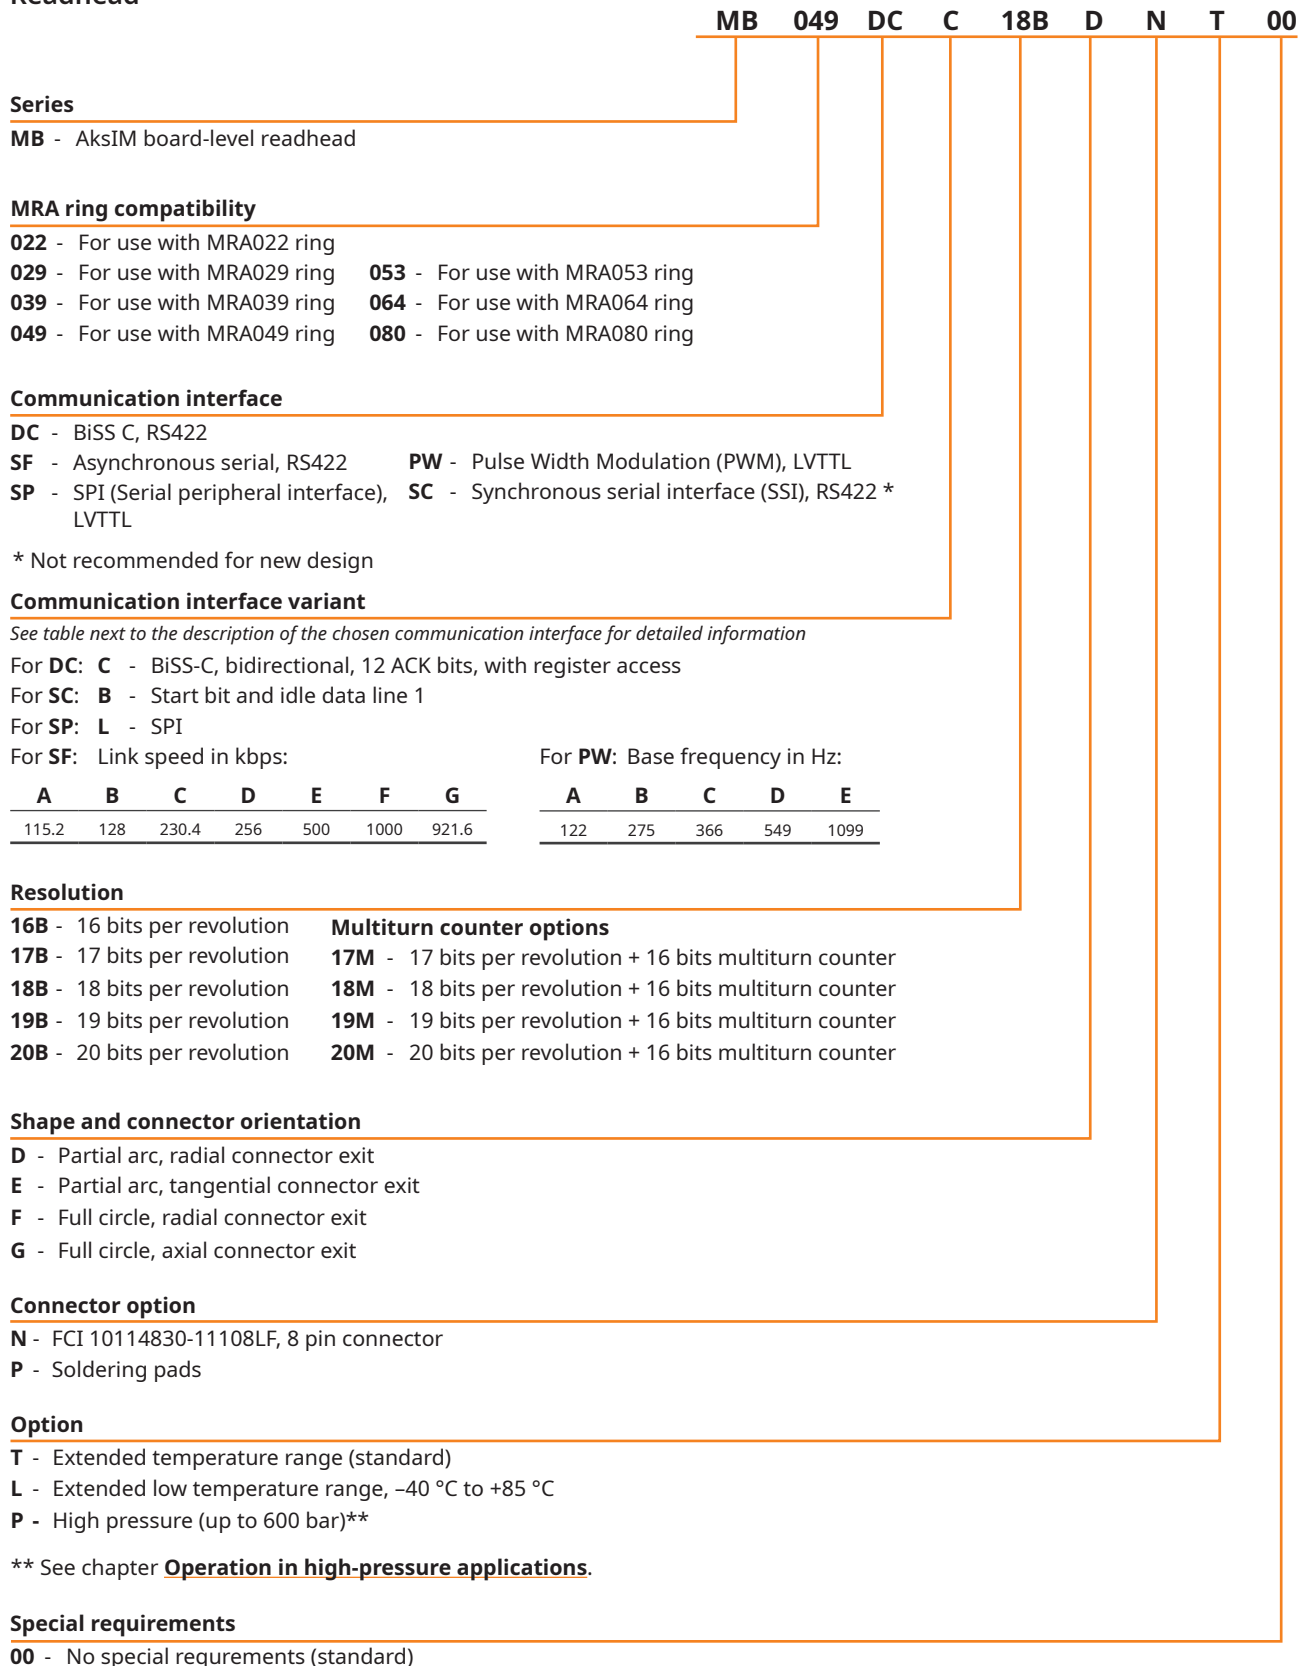 Readhead
MB 049 DC C 18B D N T 00
Series
MB - AksIM board-level readhead
MRA ring compatibility
022 - For use with MRA022 ring
029 - For use with MRA029 ring 053 - For use with MRA053 ring
039 - For use with MRA039 ring 064 - For use with MRA064 ring
049 - For use with MRA049 ring 080 - For use with MRA080 ring
Communication interface
DC - BiSS C, RS422
SF - Asynchronous serial, RS422 PW - Pulse Width Modulation (PWM), LVTTL
SP - SPI (Serial peripheral interface), SC - Synchronous serial interface (SSI), RS422 *
LVTTL
* Not recommended for new design
Communication interface variant
See table next to the description of the chosen communication interface for detailed information
For DC: C - BiSS-C, bidirectional, 12 ACK bits, with register access
For SC: B - Start bit and idle data line 1
For SP: L - SPI
For SF: Link speed in kbps: For PW: Base frequency in Hz:
A B C D E F G A B C D E
115.2 128 230.4 256 500 1000 921.6 122 275 366 549 1099
Resolution
16B - 16 bits per revolution Multiturn counter options
17B - 17 bits per revolution 17M - 17 bits per revolution + 16 bits multiturn counter
18B - 18 bits per revolution 18M - 18 bits per revolution + 16 bits multiturn counter
19B - 19 bits per revolution 19M - 19 bits per revolution + 16 bits multiturn counter
20B - 20 bits per revolution 20M - 20 bits per revolution + 16 bits multiturn counter
Shape and connector orientation
D - Partial arc, radial connector exit
E - Partial arc, tangential connector exit
F - Full circle, radial connector exit
G - Full circle, axial connector exit
Connector option
N - FCI 10114830-11108LF, 8 pin connector
P - Soldering pads
Option
T - Extended temperature range (standard)
L - Extended low temperature range, –40 °C to +85 °C
P - High pressure (up to 600 bar)**
** See chapter Operation in high-pressure applications.
Special requirements
00 - No special requrements (standard)